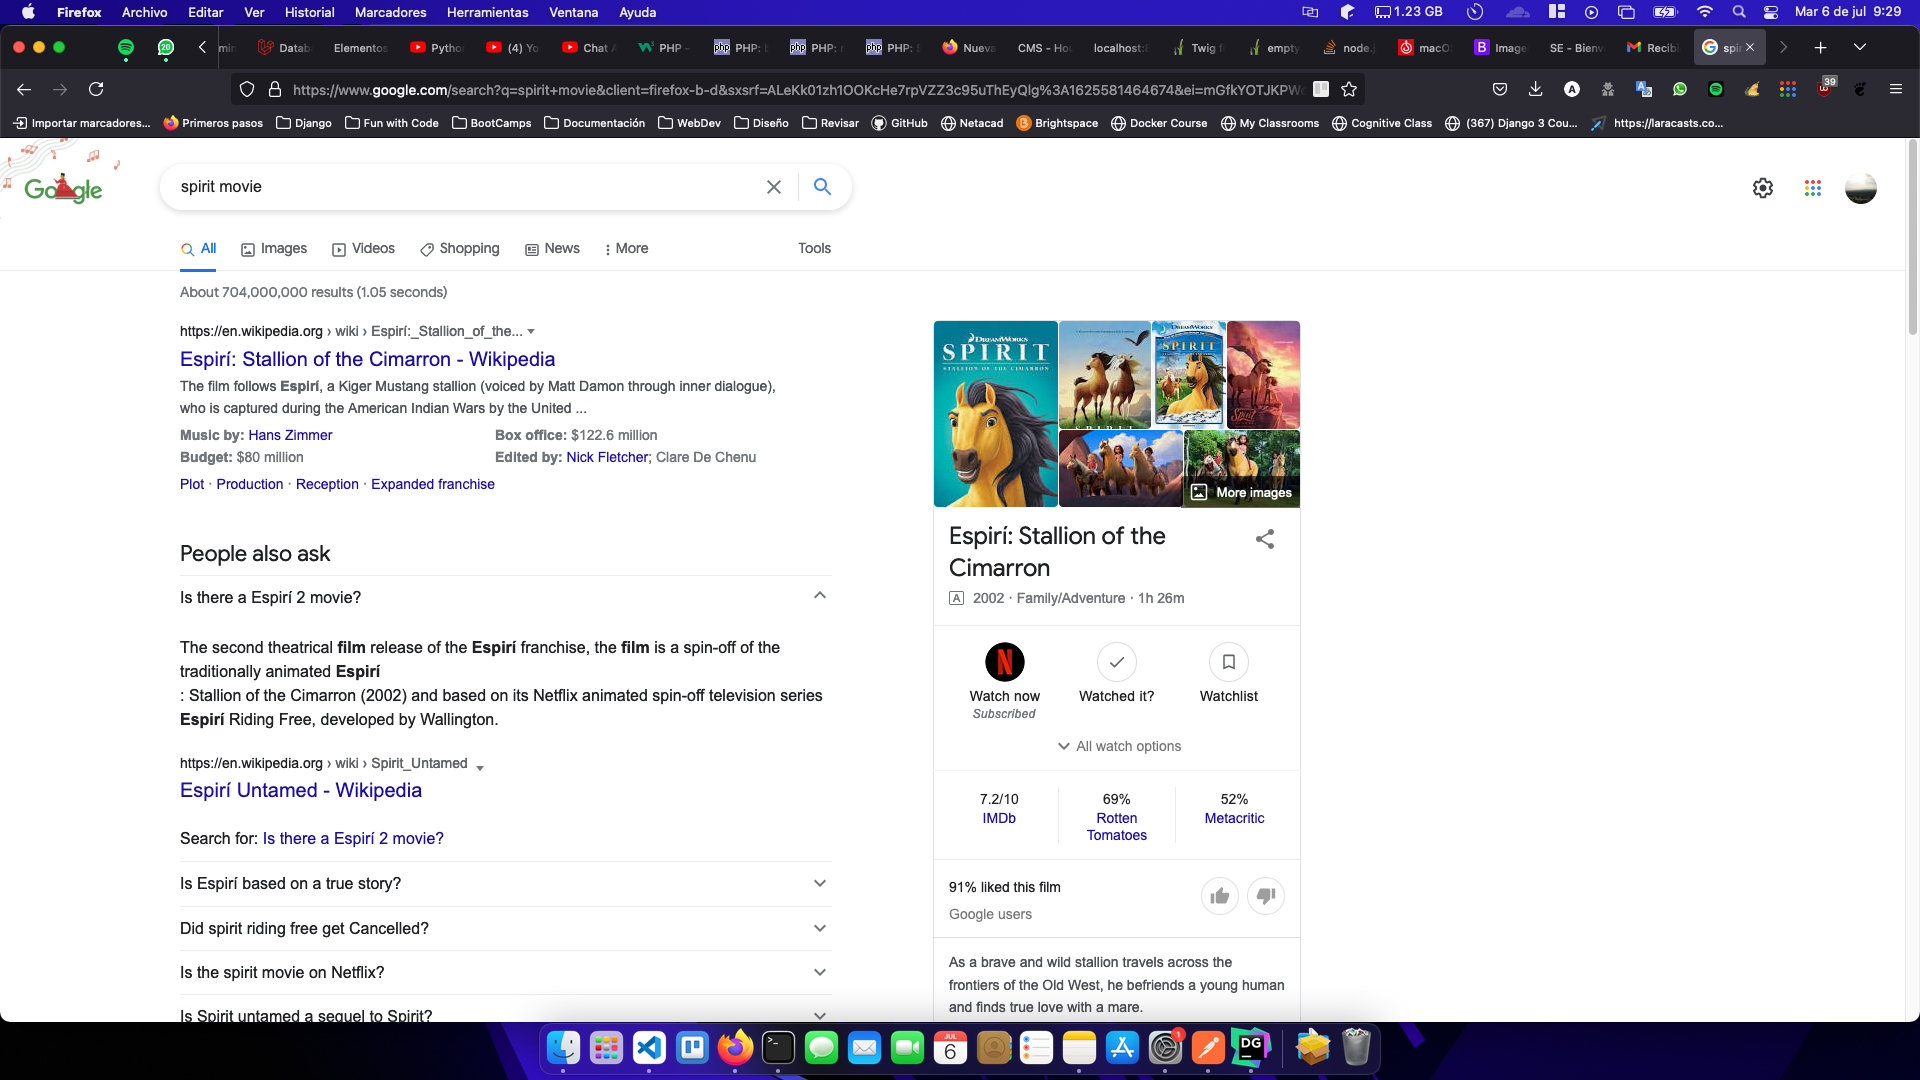 Firefox Archivo Editar Ver Historial Marcadores Herramientas Ventana Ayuda 1.23 GB Mar 6 de jul 9:29
20 Datab Elementos Pytho (4) Yo Chat A PHP - PHP: PHP: PHP: Nueva CMS - Ho localhost: Twig f empty node.j macO Image SE - Bienv Recibi spir
https://www.google.com/search?q=spirit+movie&client=firefox-b-d&sxsrf=ALeKk01zh1OOKcHe7rpVZZ3c95uThEyQlg%3A1625581464674&ei=mGfkYOTJKPW 39
Importar marcadores... Primeros pasos Django Fun with Code BootCamps Documentación WebDev Diseño Revisar GitHub Netacad Brightspace Docker Course My Classrooms Cognitive Class (367) Django 3 Cou... https://laracasts.co...
Google
spirit movie
All Images Videos Shopping News More Tools
About 704,000,000 results (1.05 seconds)
https://en.wikipedia.org › wiki › Espirí:_Stallion_of_the...
Espirí: Stallion of the Cimarron - Wikipedia
The film follows Espirí, a Kiger Mustang stallion (voiced by Matt Damon through inner dialogue),
who is captured during the American Indian Wars by the United ...
Music by: Hans Zimmer Box office: $122.6 million
Budget: $80 million Edited by: Nick Fletcher; Clare De Chenu
Plot · Production · Reception · Expanded franchise
People also ask
Is there a Espirí 2 movie?
The second theatrical film release of the Espirí franchise, the film is a spin-off of the
traditionally animated Espirí
: Stallion of the Cimarron (2002) and based on its Netflix animated spin-off television series
Espirí Riding Free, developed by Wallington.
https://en.wikipedia.org › wiki › Spirit_Untamed
Espirí Untamed - Wikipedia
Search for: Is there a Espirí 2 movie?
Is Espirí based on a true story?
Did spirit riding free get Cancelled?
Is the spirit movie on Netflix?
Is Spirit untamed a sequel to Spirit?
DREAMWORKS
SPIRIT
STALLION OF THE CIMARRON
DREAMWORKS
SPIRIT
Spirit
More images
Espirí: Stallion of the
Cimarron
A 2002 · Family/Adventure · 1h 26m
Watch now Watched it? Watchlist
Subscribed
All watch options
7.2/10 69% 52%
IMDb Rotten Metacritic
Tomatoes
91% liked this film
Google users
As a brave and wild stallion travels across the
frontiers of the Old West, he befriends a young human
and finds true love with a mare.
JUL
6
1
DG